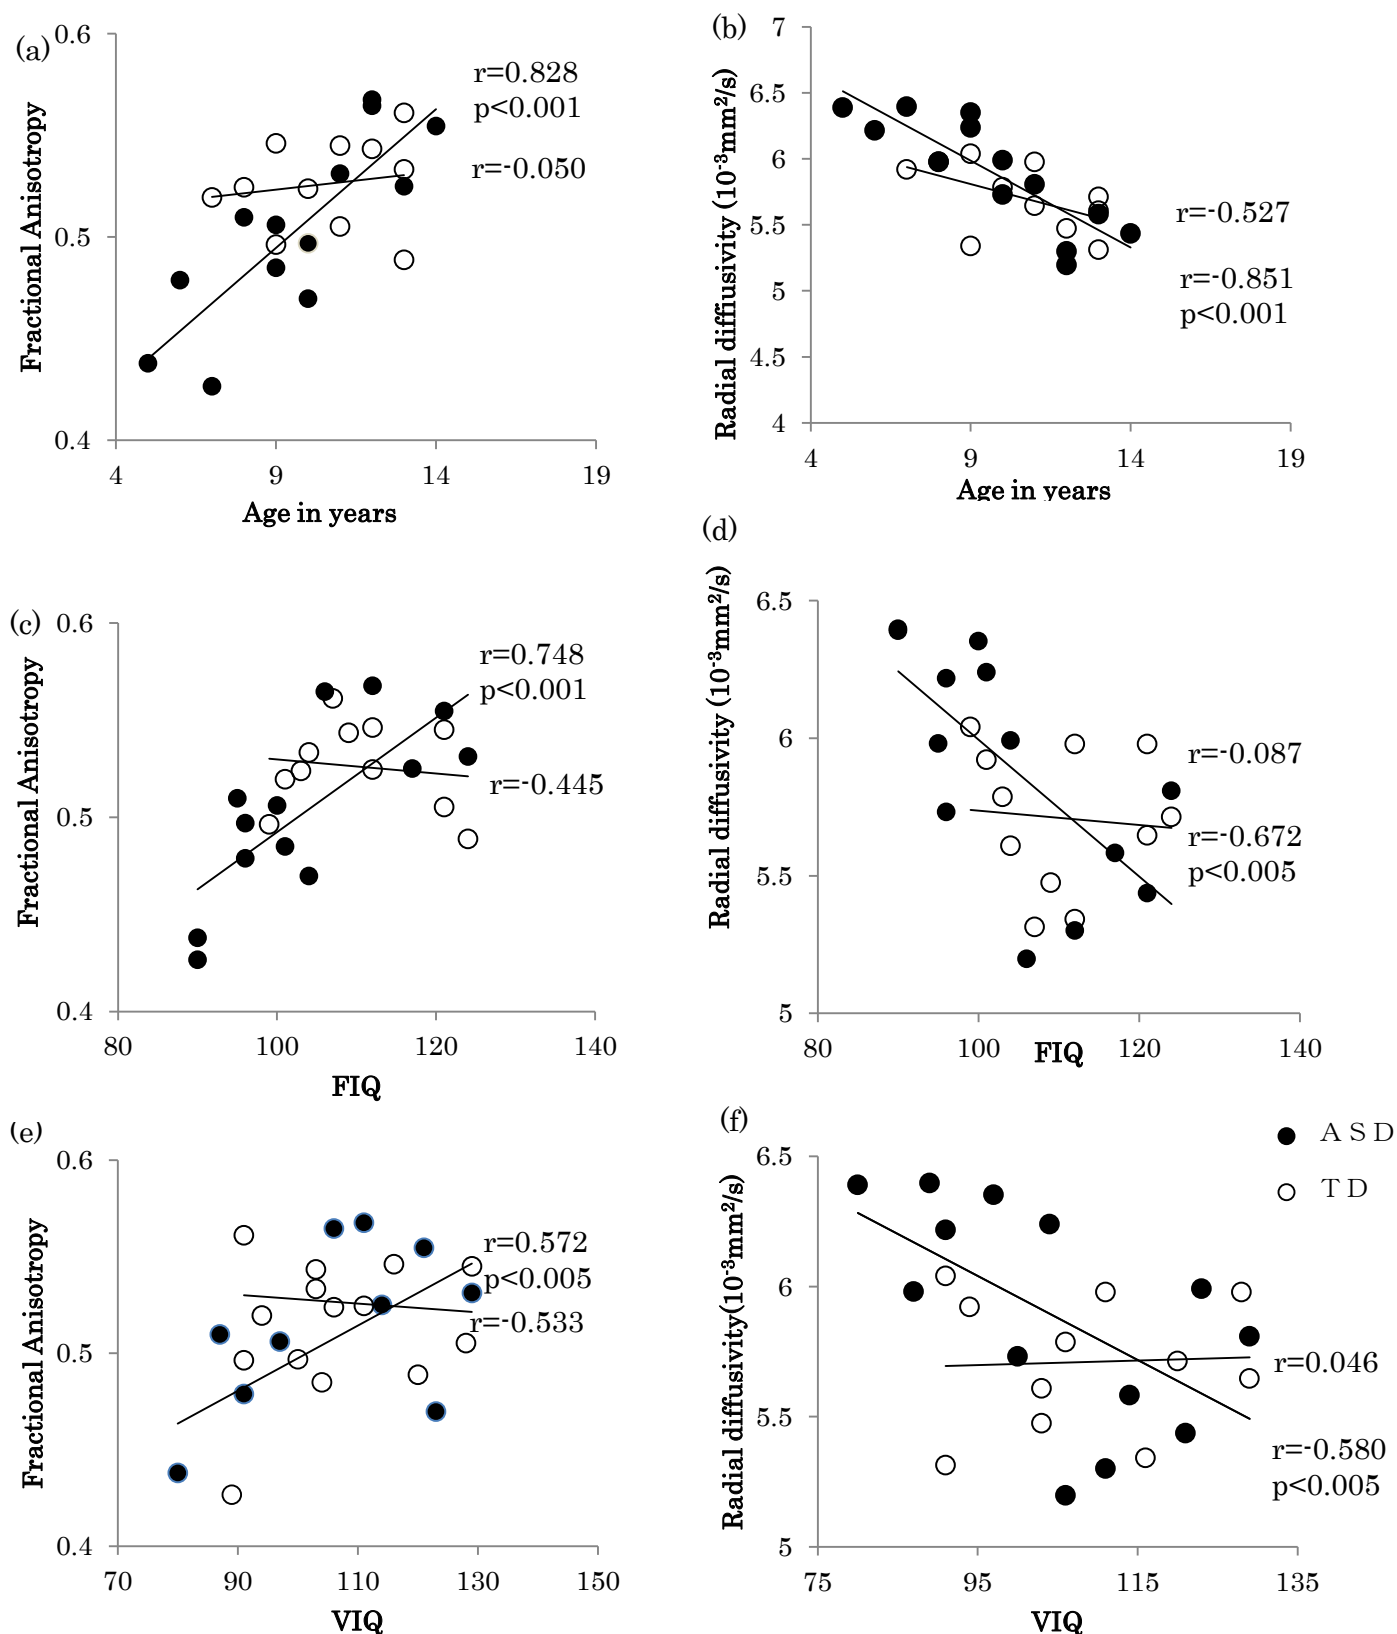 (a)
0.6
0.5
0.4
4
9
14
19
Fractional Anisotropy
Age in years
r=0.828
p<0.001
r=-0.050
(b)
7
6.5
6
5.5
5
4.5
4
4
9
14
19
Radial diffiusivity (10-3mm2/s)
Age in years
r=-0.527
r=-0.851
p<0.001
(c)
0.6
0.5
0.4
80
100
120
140
Fractional Anisotropy
FIQ
r=0.748
p<0.001
r=-0.445
(d)
6.5
6
5.5
5
80
100
120
140
Radial diffusivity (10-3mm2/s)
FIQ
r=-0.087
r=-0.672
p<0.005
(e)
0.6
0.5
0.4
70
90
110
130
150
Fractional Anisotropy
VIQ
r=0.572
p<0.005
r=-0.533
(f)
6.5
6
5.5
5
75
95
115
135
Radial diffusivity(10-3mm2/s)
VIQ
ASD
TD
r=0.046
r=-0.580
p<0.005